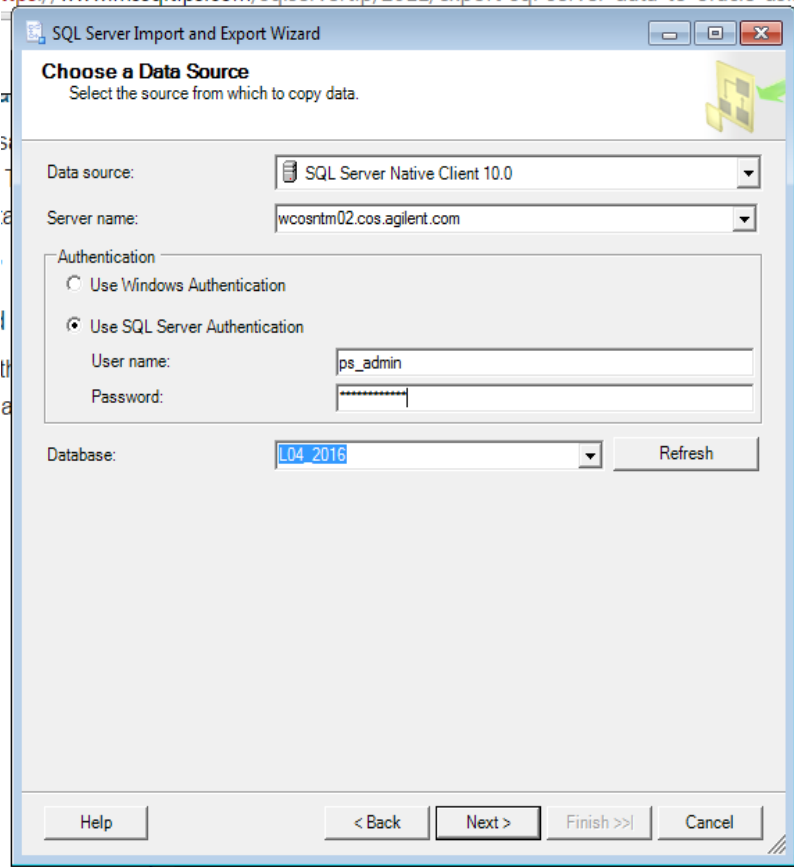 SQL Server Import and Export Wizard
Choose a Data Source
Select the source from which to copy data.
Data source: SQL Server Native Client 10.0
Server name: wcosntm02.cos.agilent.com
Authentication
Use Windows Authentication
Use SQL Server Authentication
User name: ps_admin
Password: ************
Database: L04_2016 Refresh
Help < Back Next > Finish >>| Cancel